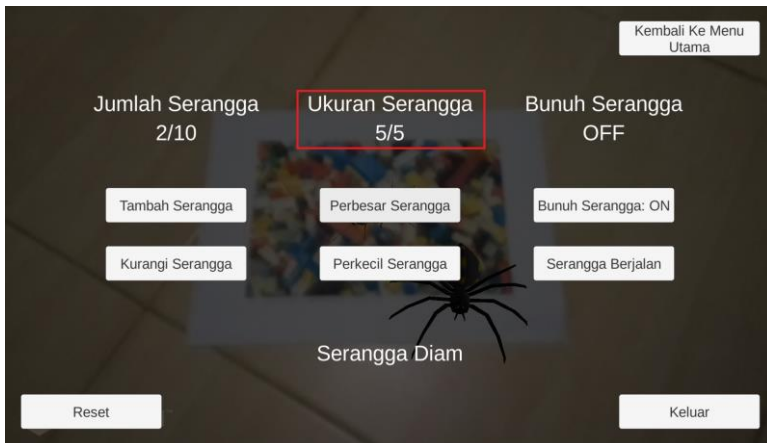 Kembali Ke Menu
Utama
Jumlah Serangga
2/10
Ukuran Serangga
5/5
Bunuh Serangga
OFF
Tambah Serangga
Perbesar Serangga
Bunuh Serangga: ON
Kurangi Serangga
Perkecil Serangga
Serangga Berjalan
Serangga Diam
Reset
Keluar